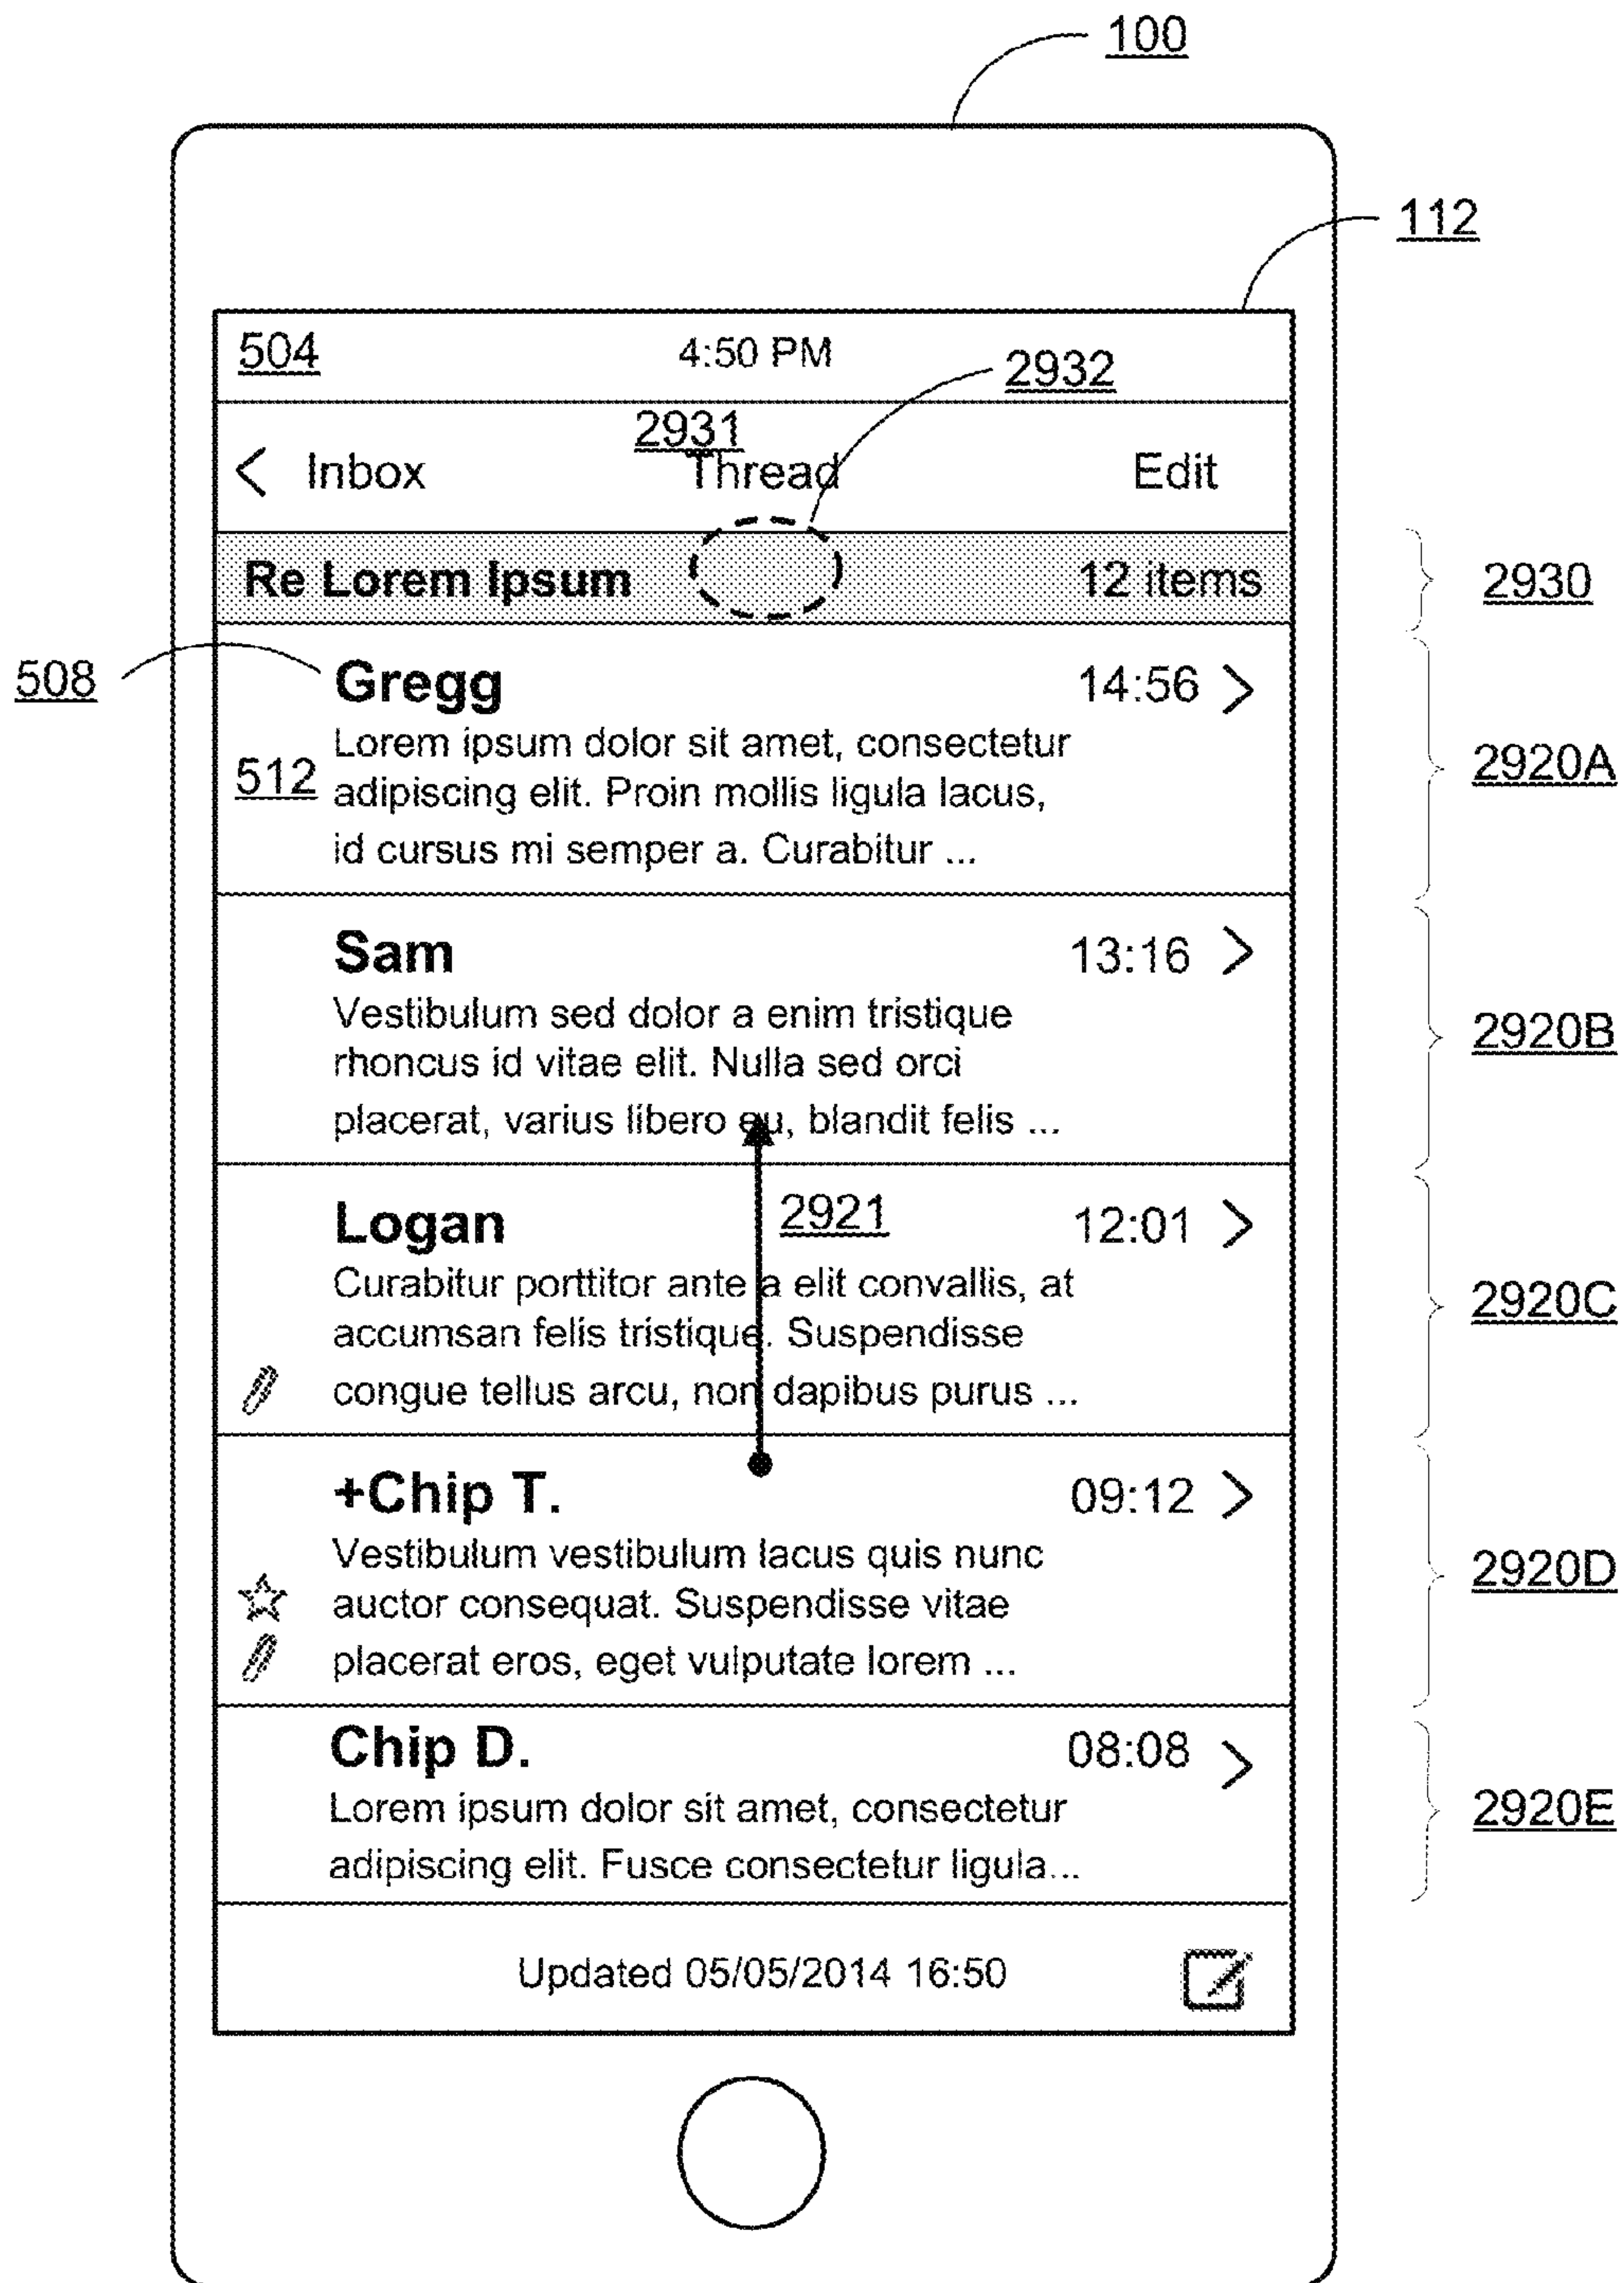 100
112
504 4:50 PM 2932
2931
< Inbox Thread Edit
Re Lorem Ipsum 12 items
2930
508
Gregg 14:56 >
Lorem ipsum dolor sit amet, consectetur
512 adipiscing elit. Proin mollis ligula lacus,
id cursus mi semper a. Curabitur ...
2920A
Sam 13:16 >
Vestibulum sed dolor a enim tristique
rhoncus id vitae elit. Nulla sed orci
placerat, varius libero eu, blandit felis ...
2920B
Logan 2921 12:01 >
Curabitur porttitor ante a elit convallis, at
accumsan felis tristique. Suspendisse
congue tellus arcu, non dapibus purus ...
2920C
+Chip T. 09:12 >
Vestibulum vestibulum lacus quis nunc
auctor consequat. Suspendisse vitae
placerat eros, eget vulputate lorem ...
2920D
Chip D. 08:08 >
Lorem ipsum dolor sit amet, consectetur
adipiscing elit. Fusce consectetur ligula...
2920E
Updated 05/05/2014 16:50